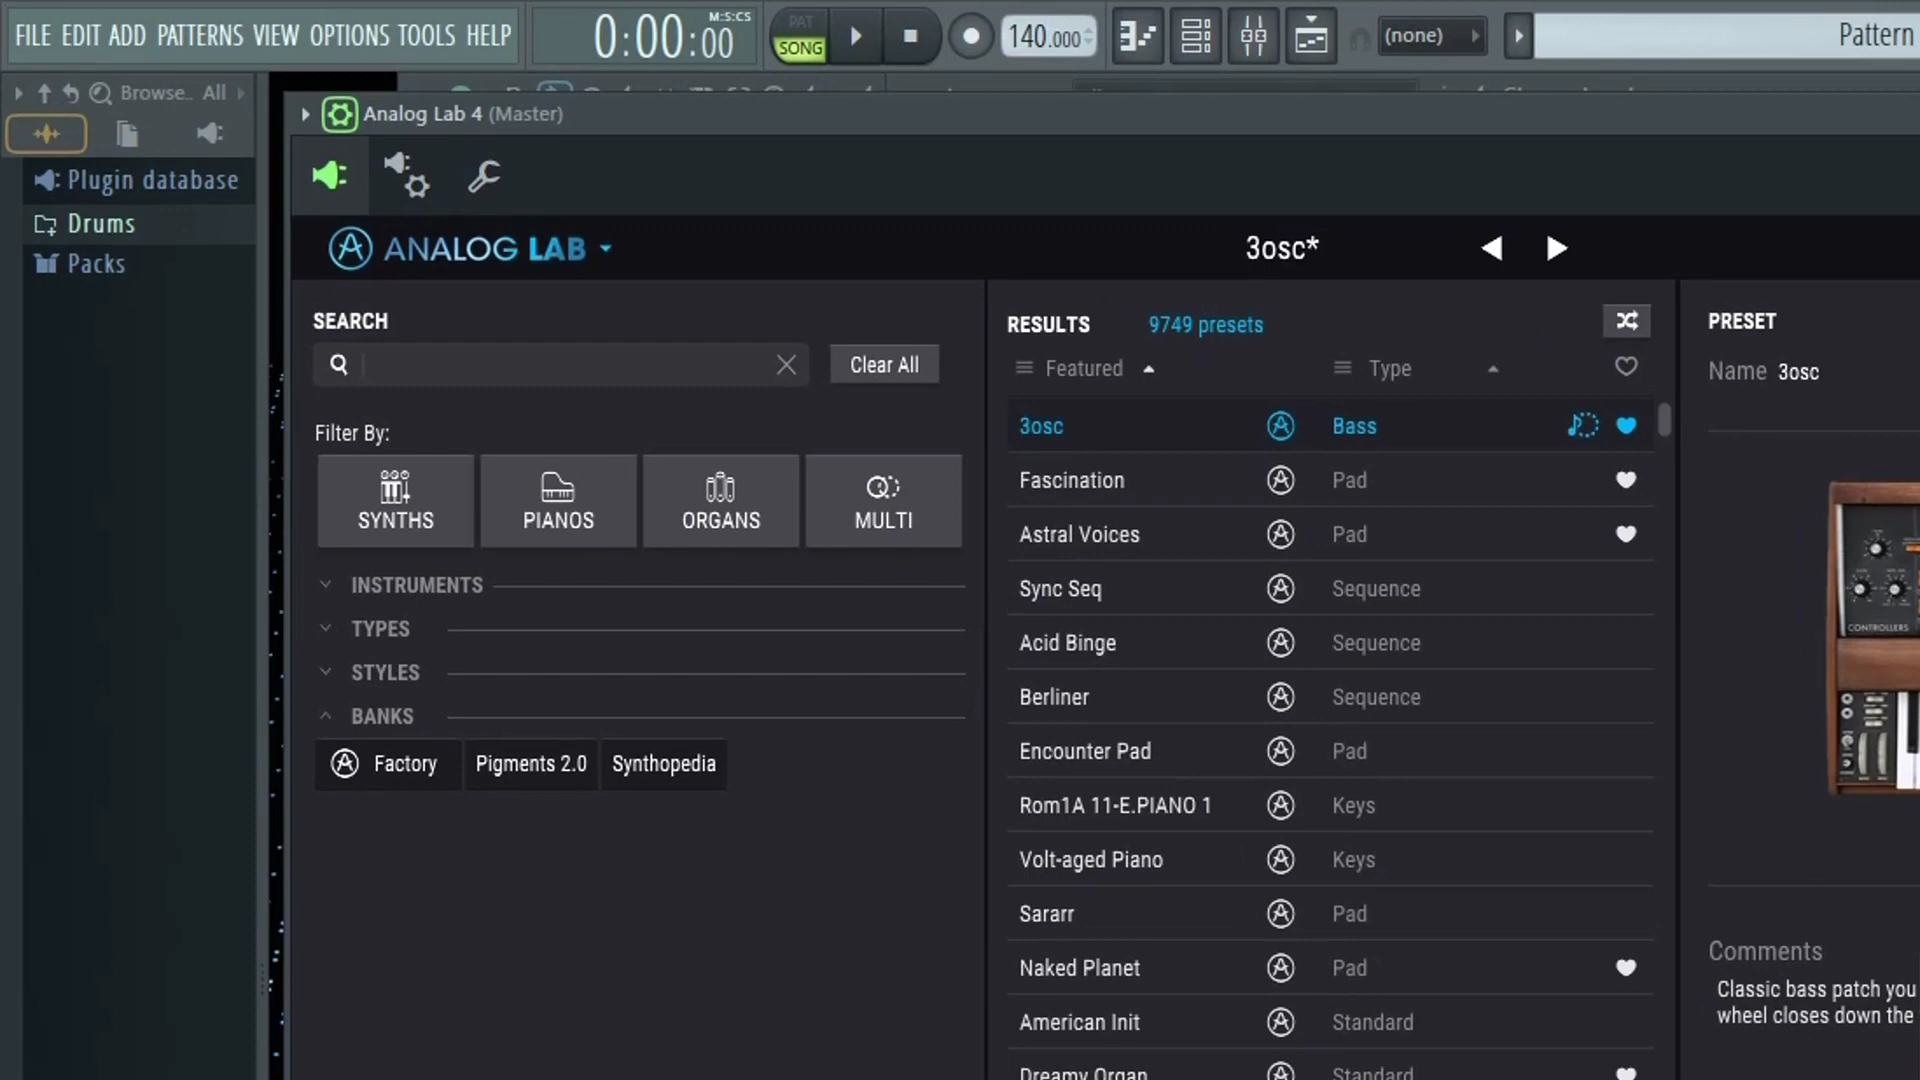 FILE EDIT ADD PATTERNS VIEW OPTIONS TOOLS HELP
0:00:00
M:S:CS
PAT
SONG
140.000
(none)
Pattern
Browse.. All
Analog Lab 4 (Master)
Plugin database
Drums
Packs
ANALOG LAB
3osc*
SEARCH
Clear All
Filter By:
SYNTHS
PIANOS
ORGANS
MULTI
INSTRUMENTS
TYPES
STYLES
BANKS
Factory
Pigments 2.0
Synthopedia
RESULTS 9749 presets
Featured Type
3osc Bass
Fascination Pad
Astral Voices Pad
Sync Seq Sequence
Acid Binge Sequence
Berliner Sequence
Encounter Pad Pad
Rom1A 11-E.PIANO 1 Keys
Volt-aged Piano Keys
Sararr Pad
Naked Planet Pad
American Init Standard
Dreamy Organ Standard
PRESET
Name 3osc
CONTROLLERS
Comments
Classic bass patch you
wheel closes down the